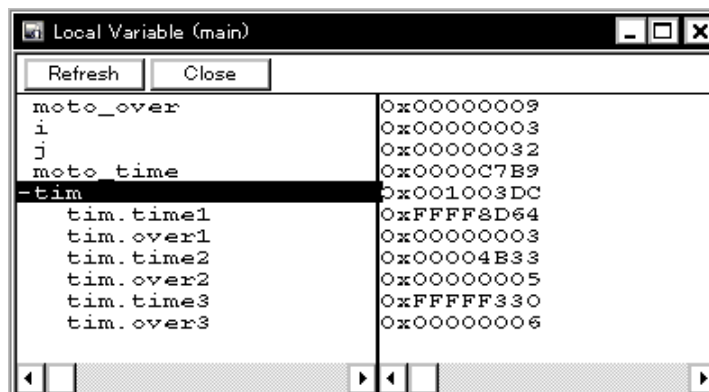 Local Variable (main)
Refresh Close
moto_over 0x00000009
i 0x00000003
j 0x00000032
moto_time 0x0000C7B9
-tim 0x001003DC
tim.time1 0xFFFF8D64
tim.over1 0x00000003
tim.time2 0x00004B33
tim.over2 0x00000005
tim.time3 0xFFFFF330
tim.over3 0x00000006